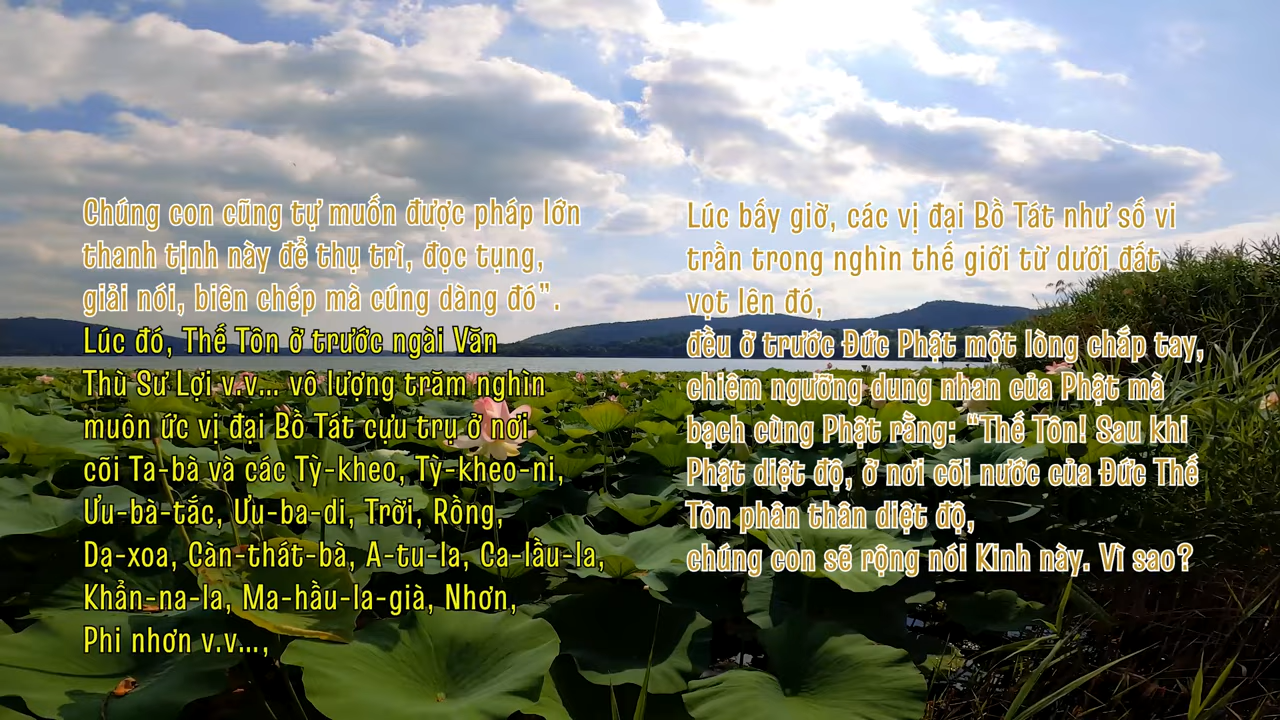 Chúng con cũng tự muốn được pháp lớn
thanh tịnh này để thụ trì, đọc tụng,
giải nói, biên chép mà cúng dàng đó”.
Lúc đó, Thế Tôn ở trước ngài Văn
Thù Sư Lợi v.v... vô lượng trăm nghìn
muôn ức vị đại Bồ Tát cựu trụ ở nơi
cõi Ta-bà và các Tỳ-kheo, Tỳ-kheo-ni,
Ưu-bà-tắc, Ưu-ba-di, Trời, Rồng,
Dạ-xoa, Càn-thát-bà, A-tu-la, Ca-lầu-la,
Khẩn-na-la, Ma-hầu-la-già, Nhơn,
Phi nhơn v.v...,
Lúc bấy giờ, các vị đại Bồ Tát như số vi
trần trong nghìn thế giới từ dưới đất
vọt lên đó,
đều ở trước Đức Phật một lòng chắp tay,
chiêm ngưỡng dung nhan của Phật mà
bạch cùng Phật rằng: “Thế Tôn! Sau khi
Phật diệt độ, ở nơi cõi nước của Đức Thế
Tôn phân thân diệt độ,
chúng con sẽ rộng nói Kinh này. Vì sao?